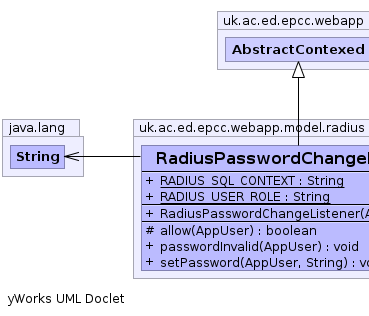 uk.ac.ed.epcc.webapp
AbstractContexed
java.lang
String
uk.ac.ed.epcc.webapp.model.radius
RadiusPasswordChangeL
+ RADIUS_SQL_CONTEXT : String
+ RADIUS_USER_ROLE : String
+ RadiusPasswordChangeListener(A
# allow(AppUser) : boolean
+ passwordInvalid(AppUser) : void
+ setPassword(AppUser, String) : vo
yWorks UML Doclet